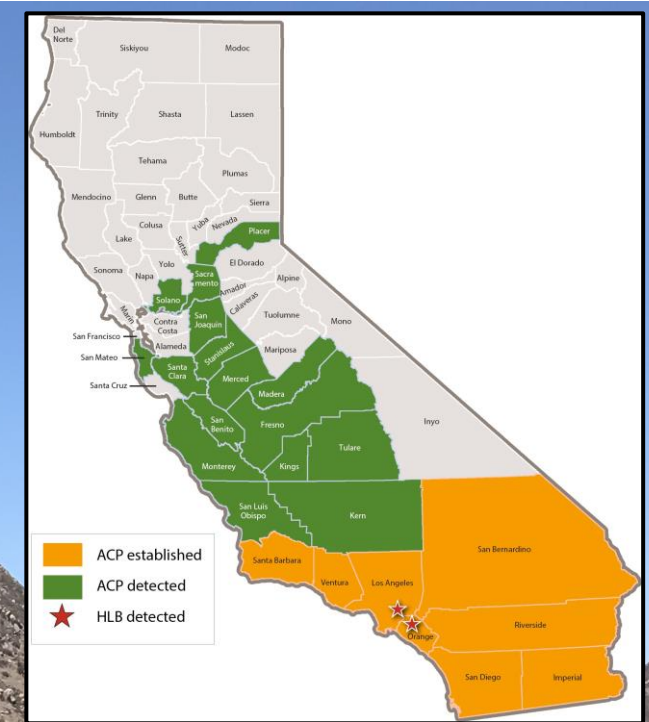 Del
Norte
Siskiyou
Modoc
Humboldt
Trinity
Shasta
Lassen
Tehama
Plumas
Mendocino
Glenn
Butte
Sierra
Colusa
Yuba
Nevada
Placer
Lake
Sutter
Sonoma
Napa
Yolo
El Dorado
Sacra
mento
Alpine
Amador
Solano
Marin
Calaveras
San
Joaquin
Tuolumne
Mono
Contra
Costa
San Francisco
Alameda
Stanislaus
Mariposa
San Mateo
Santa
Clara
Merced
Santa Cruz
Madera
Inyo
San
Benito
Fresno
Tulare
Monterey
Kings
San Luis
Obispo
Kern
ACP established
ACP detected
HLB detected
Santa Barbara
Ventura
Los Angeles
San Bernardino
Orange
Riverside
San Diego
Imperial